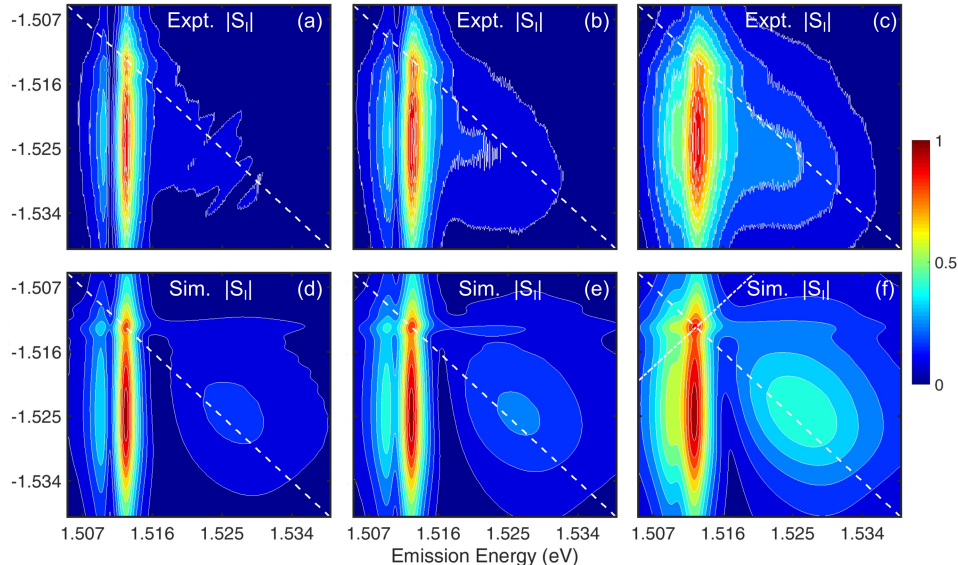 -1.507
-1.516
-1.525
-1.534
Expt. |S_I| (a)
Expt. |S_I| (b)
Expt. |S_I| (c)
-1.507
-1.516
-1.525
-1.534
Sim. |S_I| (d)
Sim. |S_I| (e)
Sim. |S_I| (f)
1
0.5
0
1.507 1.516 1.525 1.534
1.507 1.516 1.525 1.534
1.507 1.516 1.525 1.534
Emission Energy (eV)